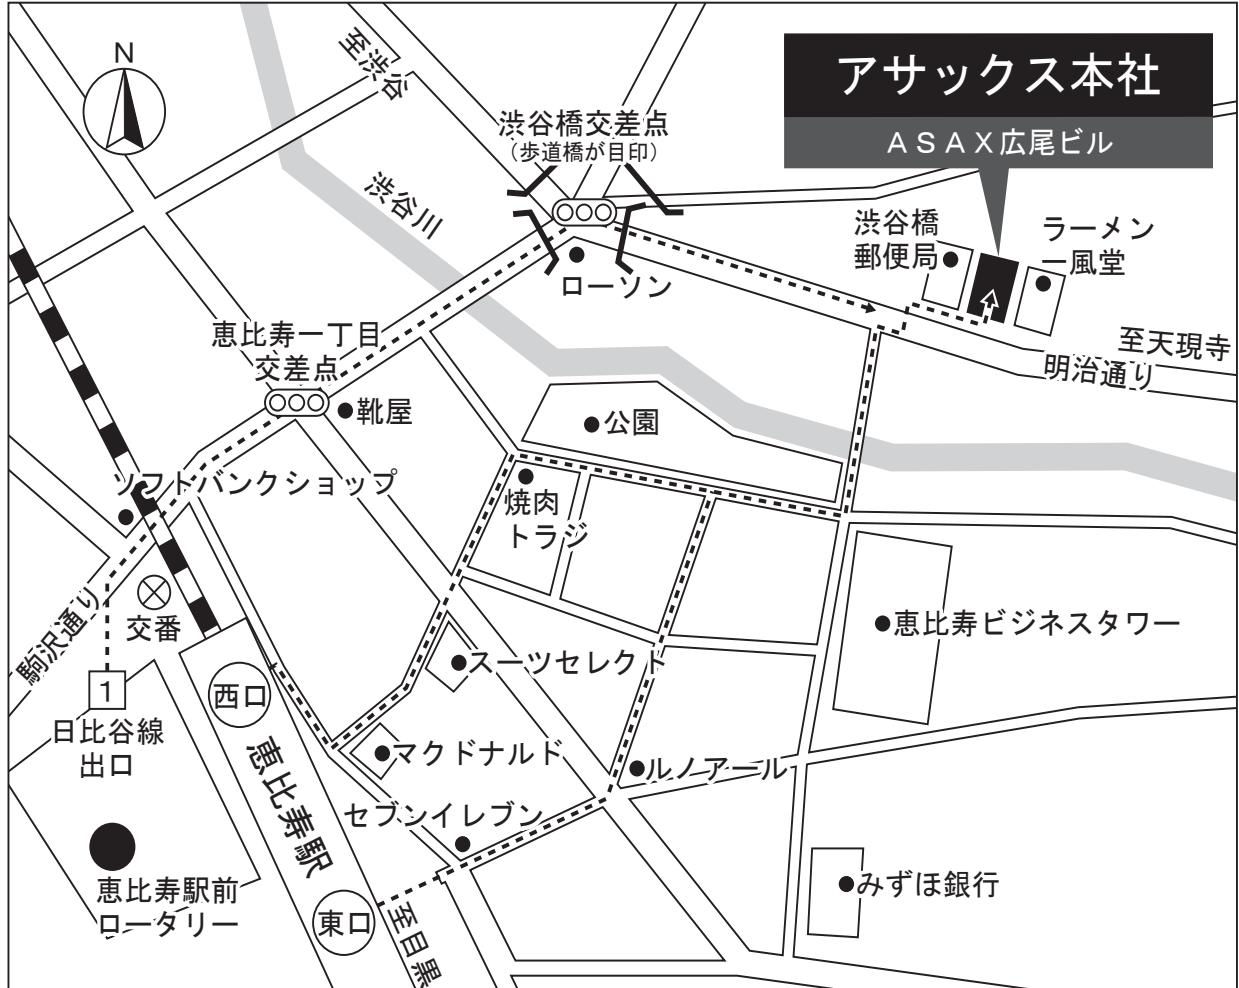 N
至渋谷
アサックス本社
ASAX広尾ビル
渋谷橋交差点
（歩道橋が目印）
渋谷川
渋谷橋
郵便局
ラーメン
一風堂
ローソン
恵比寿一丁目
交差点
至天現寺
明治通り
靴屋
公園
ソフトバンクショップ
焼肉
トラジ
駒沢通り
交番
恵比寿ビジネスタワー
1
日比谷線
出口
西口
スーツセレクト
恵比寿駅
マクドナルド
ルノアール
セブンイレブン
恵比寿駅前
ロータリー
東口
至目黒
みずほ銀行